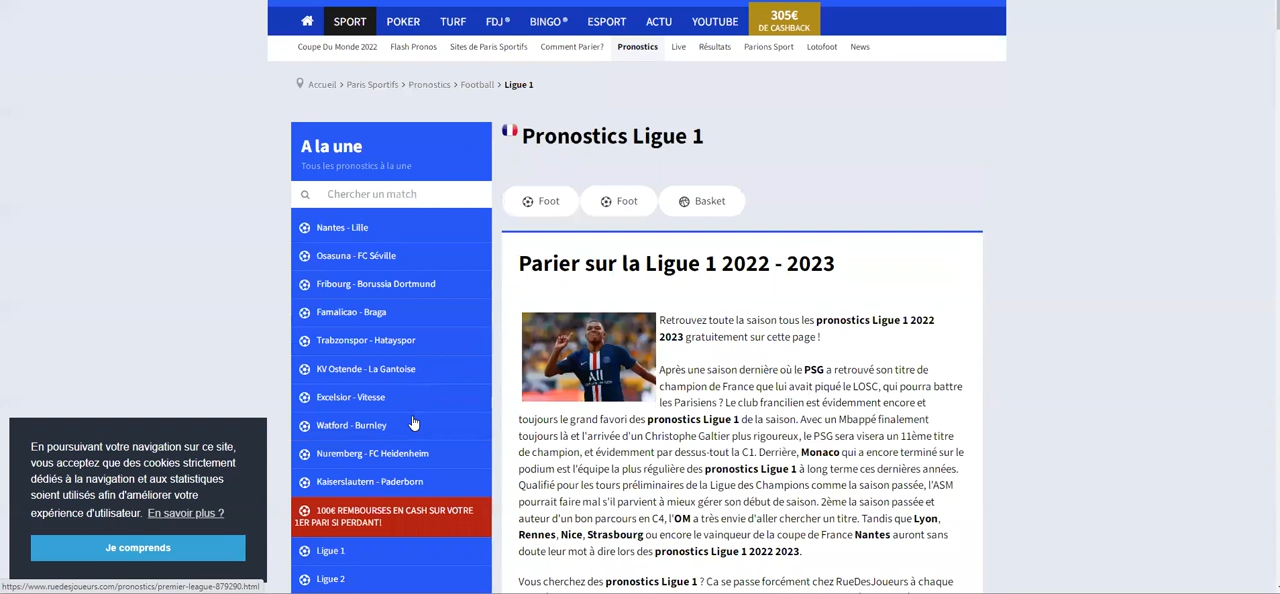 SPORT POKER TURF FDJ® BINGO® ESPORT ACTU YOUTUBE 305€
DE CASHBACK
Coupe Du Monde 2022 Flash Pronos Sites de Paris Sportifs Comment Parier? Pronostics Live Résultats Parions Sport Lotofoot News
Accueil > Paris Sportifs > Pronostics > Football > Ligue 1
A la une
Tous les pronostics à la une
Chercher un match
Nantes - Lille
Osasuna - FC Séville
Fribourg - Borussia Dortmund
Famalicao - Braga
Trabzonspor - Hatayspor
KV Ostende - La Gantoise
Excelsior - Vitesse
Watford - Burnley
Nuremberg - FC Heidenheim
Kaiserslautern - Paderborn
100€ REMBOURSES EN CASH SUR VOTRE
1ER PARI SI PERDANT!
Ligue 1
Ligue 2
Pronostics Ligue 1
Foot Foot Basket
Parier sur la Ligue 1 2022 - 2023
Retrouvez toute la saison tous les pronostics Ligue 1 2022
2023 gratuitement sur cette page !
Après une saison dernière où le PSG a retrouvé son titre de
champion de France que lui avait piqué le LOSC, qui pourra battre
les Parisiens ? Le club francilien est évidemment encore et
toujours le grand favori des pronostics Ligue 1 de la saison. Avec un Mbappé finalement
toujours là et l'arrivée d'un Christophe Galtier plus rigoureux, le PSG sera visera un 11ème titre
de champion, et évidemment par dessus-tout la C1. Derrière, Monaco qui a encore terminé sur le
podium est l'équipe la plus régulière des pronostics Ligue 1 à long terme ces dernières années.
Qualifié pour les tours préliminaires de la Ligue des Champions comme la saison passée, l'ASM
pourrait faire mal s'il parvient à mieux gérer son début de saison. 2ème la saison passée et
auteur d'un bon parcours en C4, l'OM a très envie d'aller chercher un titre. Tandis que Lyon,
Rennes, Nice, Strasbourg ou encore le vainqueur de la coupe de France Nantes auront sans
doute leur mot à dire lors des pronostics Ligue 1 2022 2023.
Vous cherchez des pronostics Ligue 1 ? Ca se passe forcément chez RueDesJoueurs à chaque
En poursuivant votre navigation sur ce site,
vous acceptez que des cookies strictement
dédiés à la navigation et aux statistiques
soient utilisés afin d'améliorer votre
expérience d'utilisateur. En savoir plus ?
Je comprends
https://www.ruedesjoueurs.com/pronostics/premier-league-879290.html